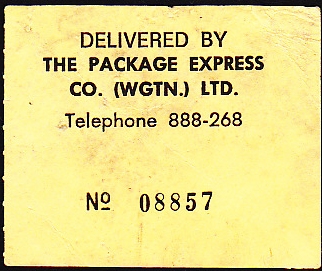 DELIVERED BY
THE PACKAGE EXPRESS
CO. (WGTN.) LTD.
Telephone 888-268
Nº 08857